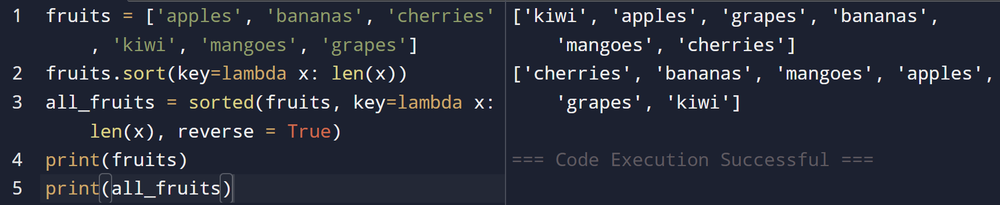 1 fruits = ['apples', 'bananas', 'cherries'
, 'kiwi', 'mangoes', 'grapes']
2 fruits.sort(key=lambda x: len(x))
3 all_fruits = sorted(fruits, key=lambda x:
len(x), reverse = True)
4 print(fruits)
5 print(all_fruits)
['kiwi', 'apples', 'grapes', 'bananas',
'mangoes', 'cherries']
['cherries', 'bananas', 'mangoes', 'apples',
'grapes', 'kiwi']
=== Code Execution Successful ===